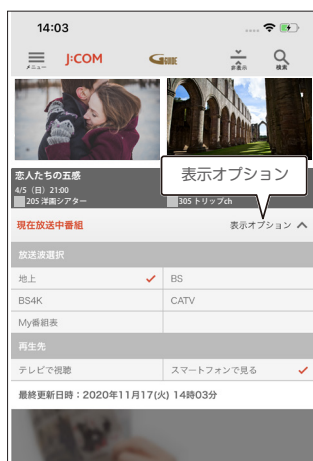 14:03
メニュー
J:COM
G GUIDE
非表示
検索
恋人たちの五感
4/5（日）21:00
205 洋画シアター
305 トリップch
表示オプション
現在放送中番組
表示オプション
放送波選択
地上
BS
BS4K
CATV
My番組表
再生先
テレビで視聴
スマートフォンで見る
最終更新日時：2020年11月17(火) 14時03分